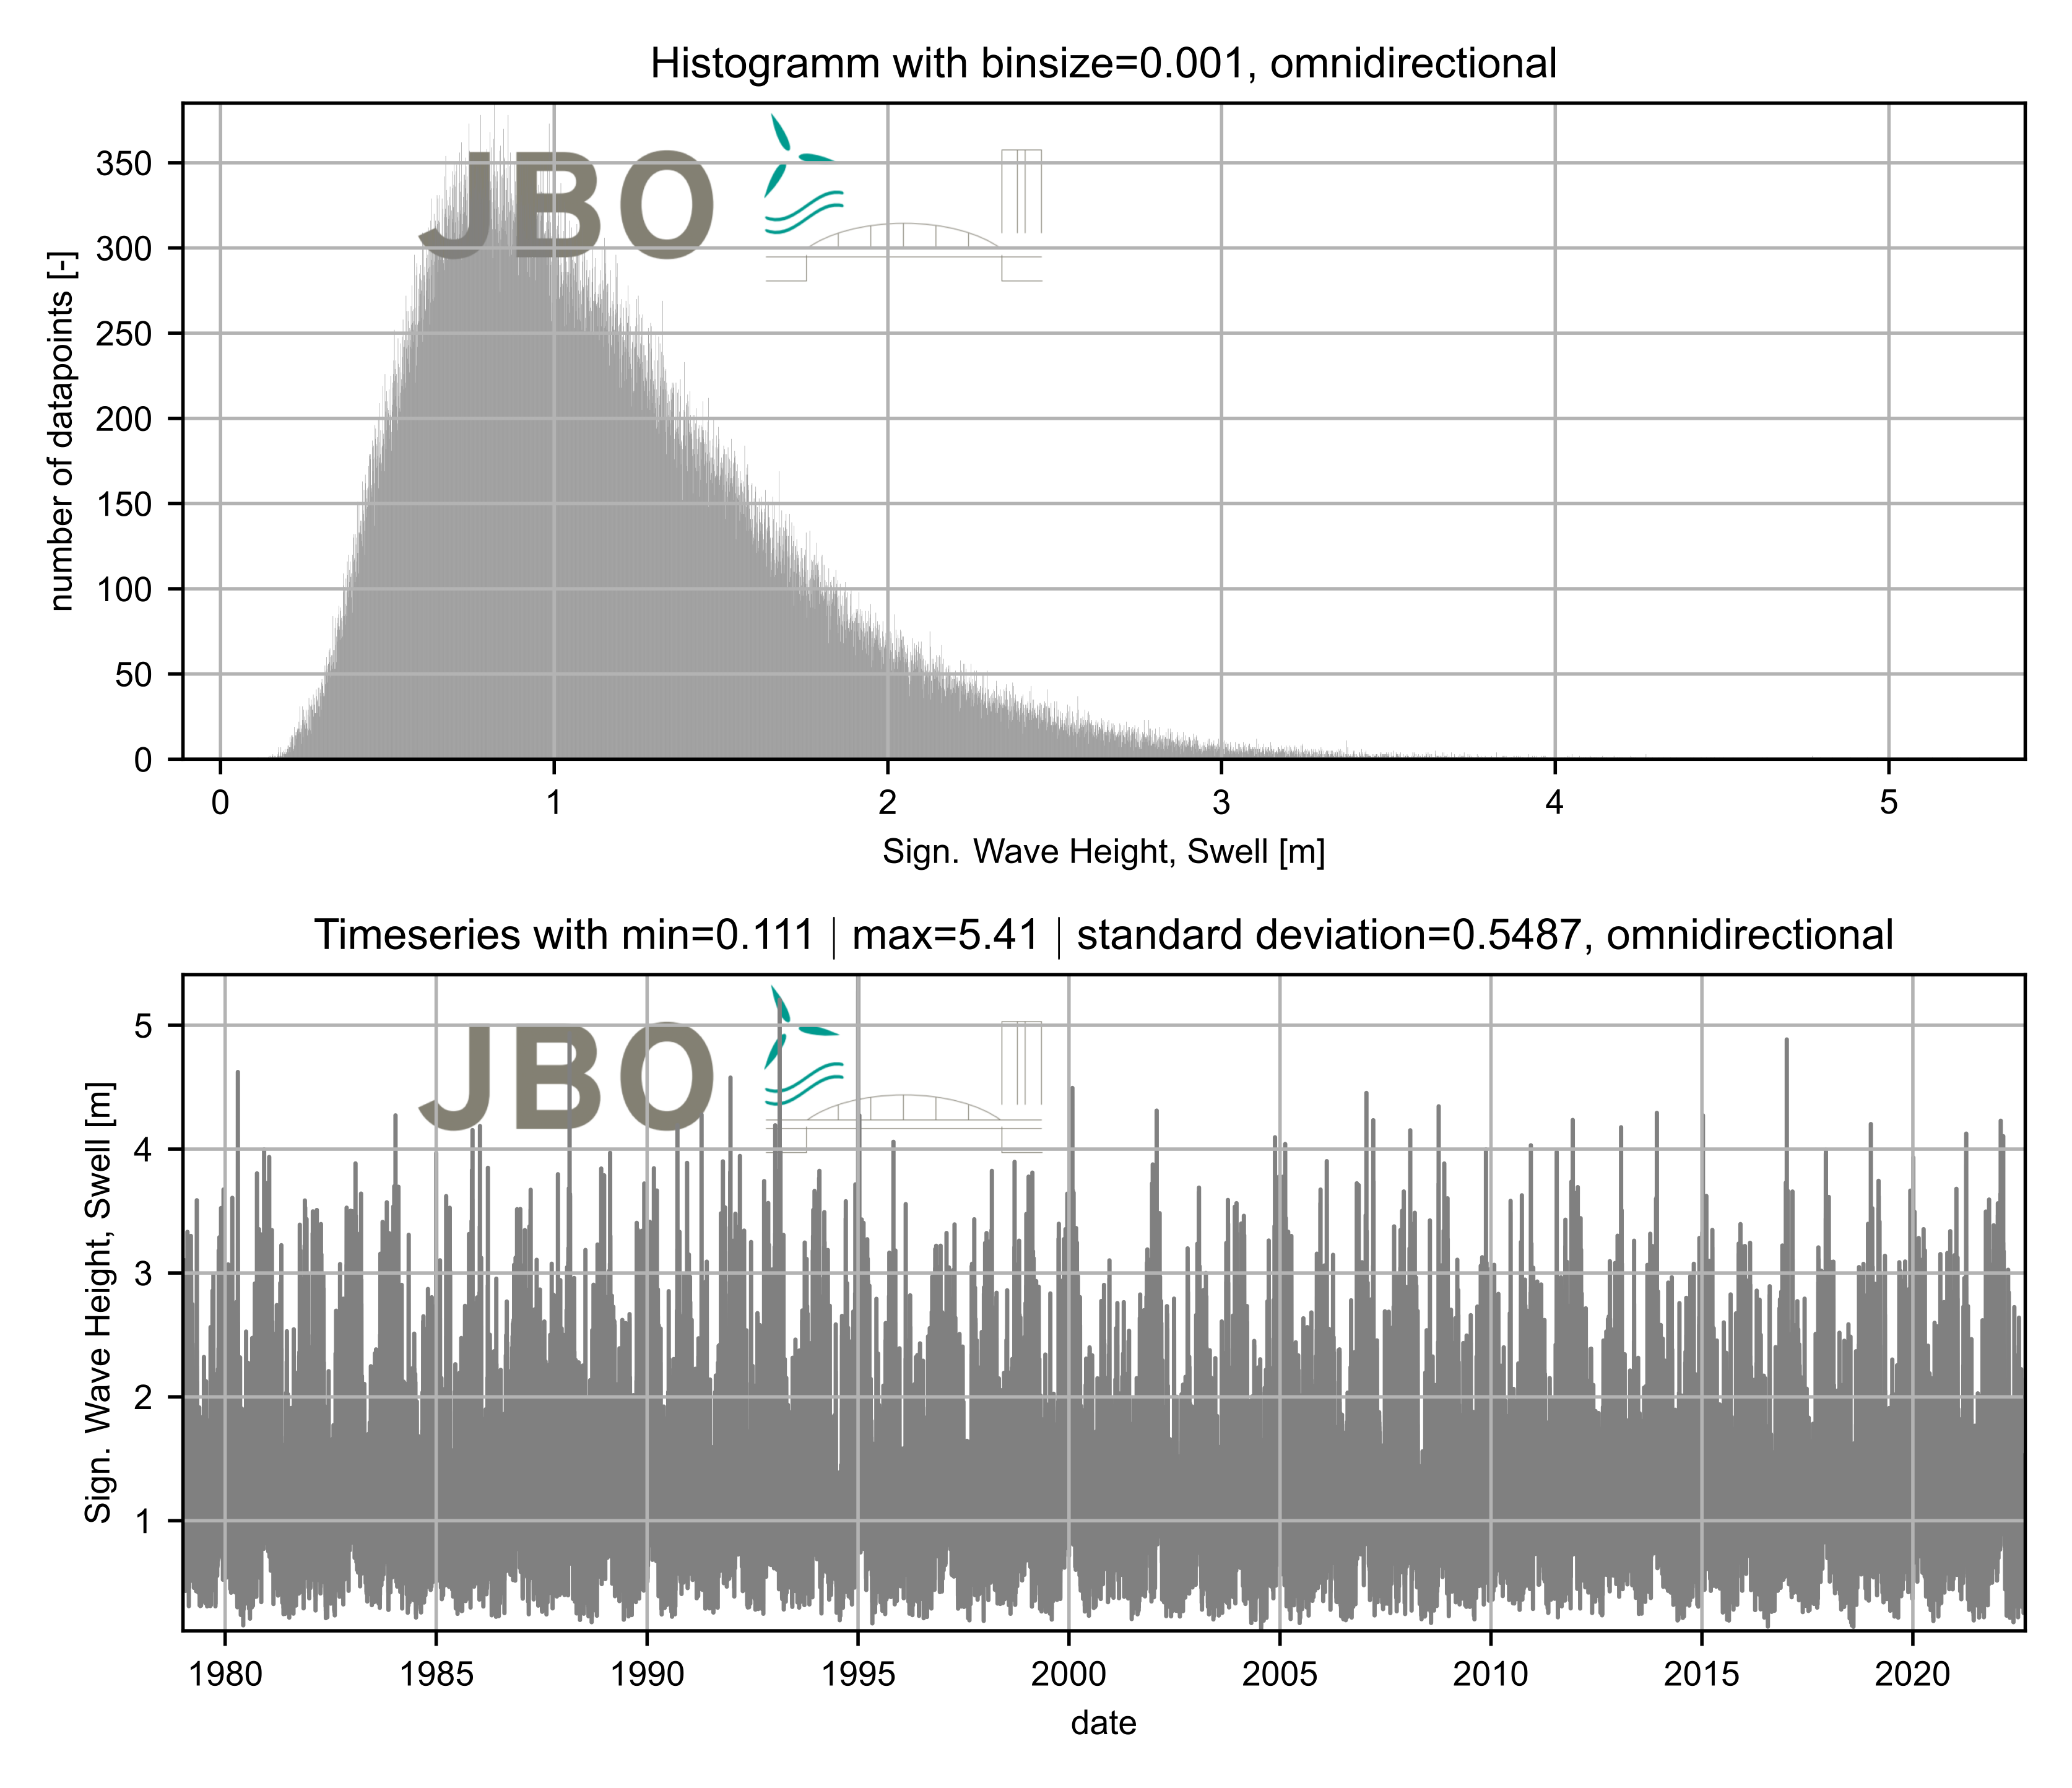 Histogramm with binsize=0.001, omnidirectional
JBO
number of datapoints [-]
350
300
250
200
150
100
50
0
0 1 2 3 4 5
Sign. Wave Height, Swell [m]
Timeseries with min=0.111 | max=5.41 | standard deviation=0.5487, omnidirectional
JBO
Sign. Wave Height, Swell [m]
5
4
3
2
1
1980 1985 1990 1995 2000 2005 2010 2015 2020
date